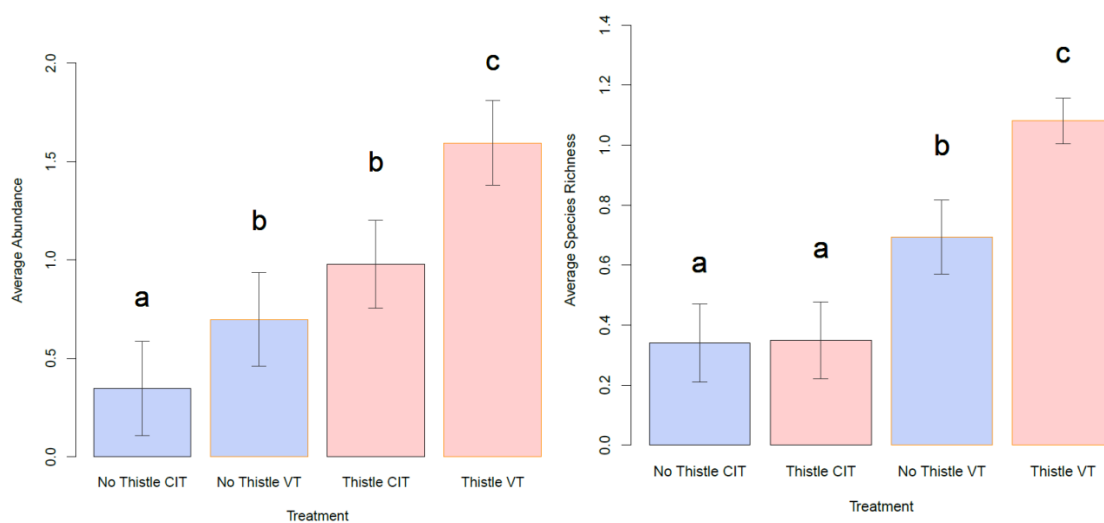 Average Abundance
2.0
1.5
1.0
0.5
0.0
a
b
b
c
No Thistle CIT
No Thistle VT
Thistle CIT
Thistle VT
Treatment
Average Species Richness
1.4
1.2
1.0
0.8
0.6
0.4
0.2
0.0
a
a
b
c
No Thistle CIT
Thistle CIT
No Thistle VT
Thistle VT
Treatment